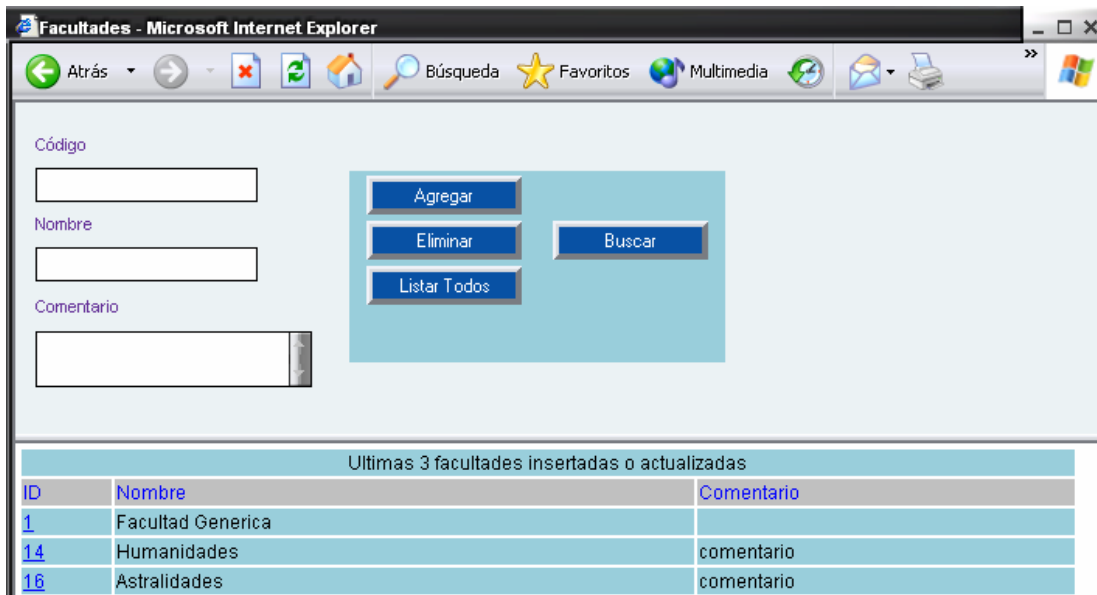 Facultades - Microsoft Internet Explorer
Atrás Búsqueda Favoritos Multimedia »
Código
Nombre
Comentario
Agregar
Eliminar Buscar
Listar Todos
Ultimas 3 facultades insertadas o actualizadas
ID Nombre Comentario
1 Facultad Generica
14 Humanidades comentario
16 Astralidades comentario